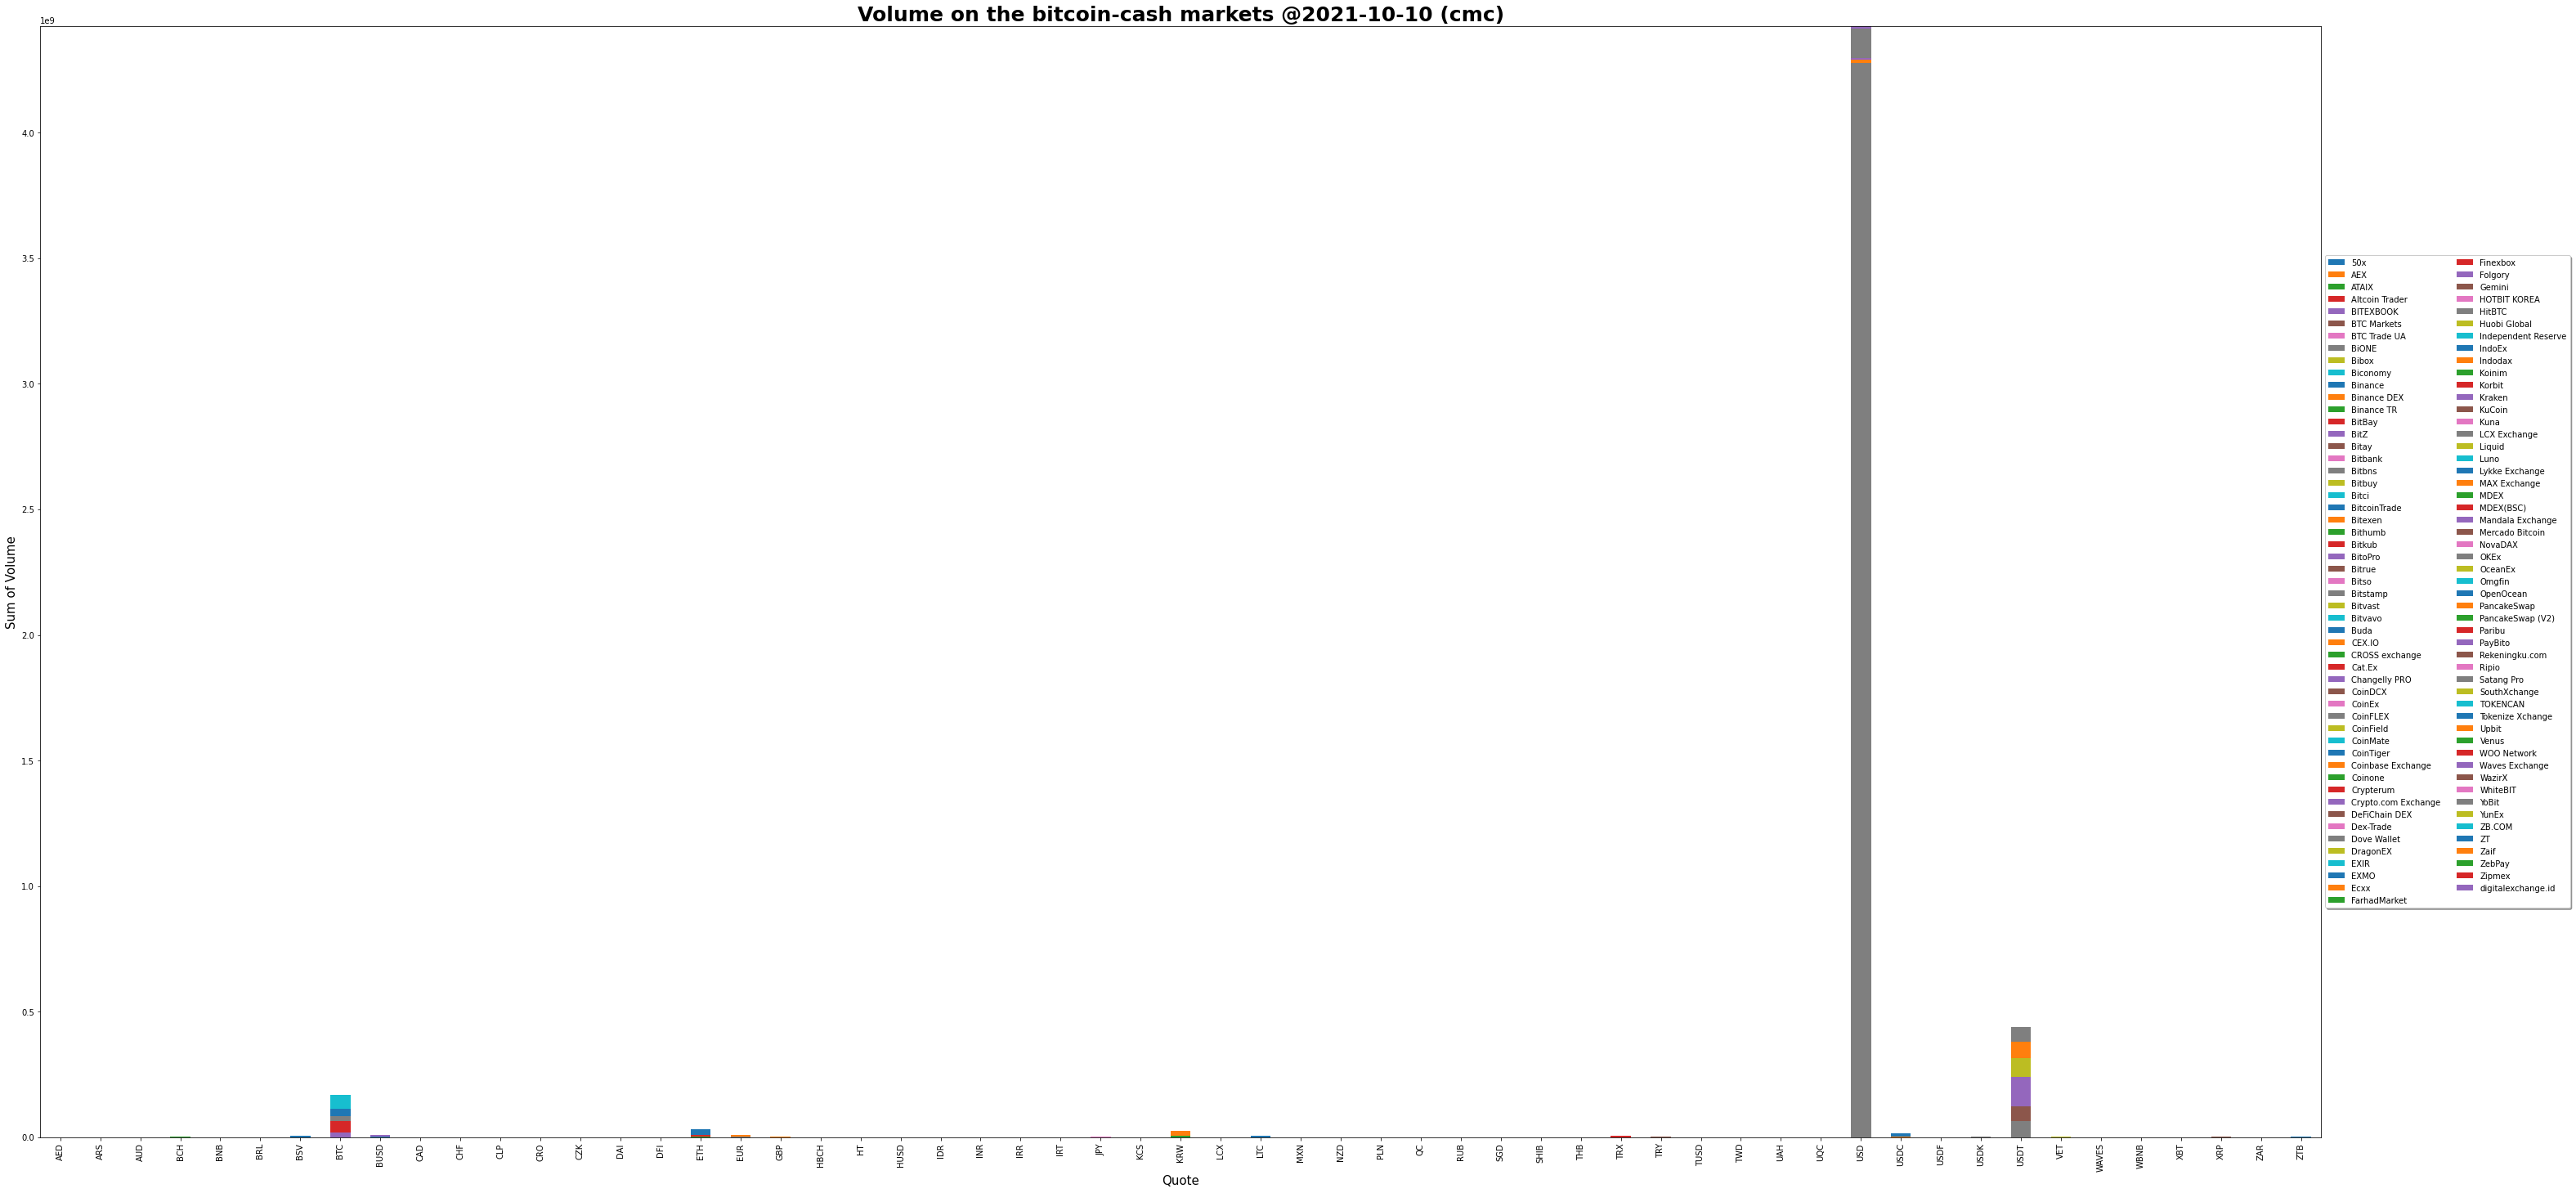 Volume on the bitcoin-cash markets @2021-10-10 (cmc)
1e9
4.0
3.5
3.0
2.5
2.0
1.5
1.0
0.5
0.0
Sum of Volume
AED
ARS
AUD
BCH
BNB
BRL
BSV
BTC
BUSD
CAD
CHF
CLP
CRO
CZK
DAI
DFI
ETH
EUR
GBP
HBCH
HT
HUSD
IDR
INR
IRR
IRT
JPY
KCS
KRW
LCX
LTC
MXN
NZD
PLN
QC
RUB
SGD
SHIB
THB
TRX
TRY
TUSD
TWD
UAH
UQC
USD
USDC
USDF
USDK
USDT
VET
WAVES
WBNB
XBT
XRP
ZAR
ZTB
Quote
50x
AEX
ATAIX
Altcoin Trader
BITEXBOOK
BTC Markets
BTC Trade UA
BiONE
Bibox
Biconomy
Binance
Binance DEX
Binance TR
BitBay
BitZ
Bitay
Bitbank
Bitbns
Bitbuy
Bitci
BitcoinTrade
Bitexen
Bithumb
Bitkub
BitoPro
Bitrue
Bitso
Bitstamp
Bitvast
Bitvavo
Buda
CEX.IO
CROSS exchange
Cat.Ex
Changelly PRO
CoinDCX
CoinEx
CoinFLEX
CoinField
CoinMate
CoinTiger
Coinbase Exchange
Coinone
Crypterum
Crypto.com Exchange
DeFiChain DEX
Dex-Trade
Dove Wallet
DragonEX
EXIR
EXMO
Ecxx
FarhadMarket
Finexbox
Folgory
Gemini
HOTBIT KOREA
HitBTC
Huobi Global
Independent Reserve
IndoEx
Indodax
Koinim
Korbit
Kraken
KuCoin
Kuna
LCX Exchange
Liquid
Luno
Lykke Exchange
MAX Exchange
MDEX
MDEX(BSC)
Mandala Exchange
Mercado Bitcoin
NovaDAX
OKEx
OceanEx
Omgfin
OpenOcean
PancakeSwap
PancakeSwap (V2)
Paribu
PayBito
Rekeningku.com
Ripio
Satang Pro
SouthXchange
TOKENCAN
Tokenize Xchange
Upbit
Venus
WOO Network
Waves Exchange
WazirX
WhiteBIT
YoBit
YunEx
ZB.COM
ZT
Zaif
ZebPay
Zipmex
digitalexchange.id